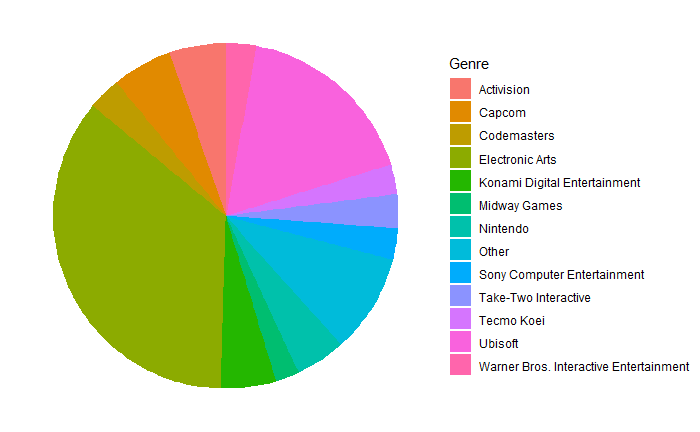 Genre
Activision
Capcom
Codemasters
Electronic Arts
Konami Digital Entertainment
Midway Games
Nintendo
Other
Sony Computer Entertainment
Take-Two Interactive
Tecmo Koei
Ubisoft
Warner Bros. Interactive Entertainment